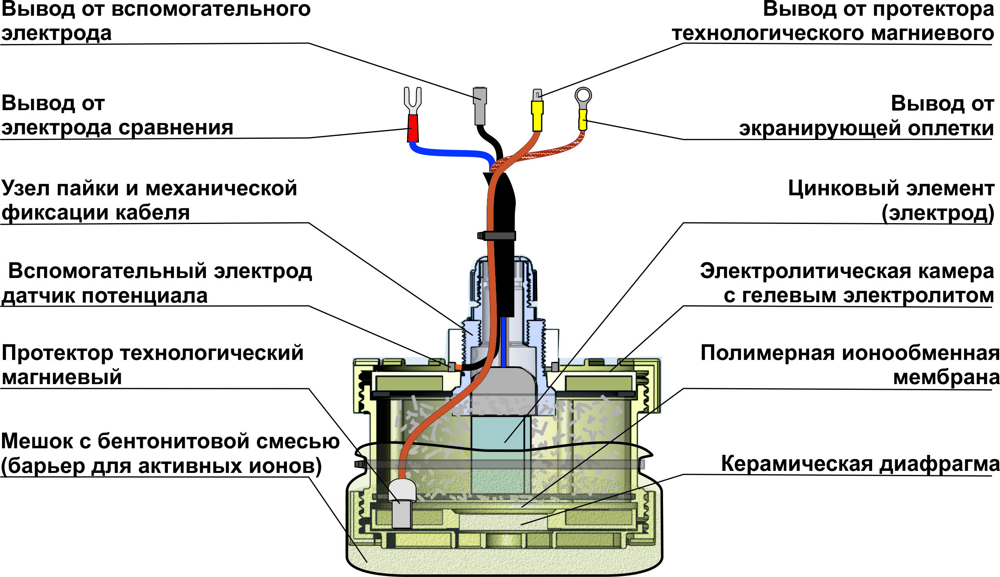 Вывод от вспомогательного
электрода
Вывод от
электрода сравнения
Узел пайки и механической
фиксации кабеля
Вспомогательный электрод
датчик потенциала
Протектор технологический
магниевый
Мешок с бентонитовой смесью
(барьер для активных ионов)
Вывод от протектора
технологического магниевого
Вывод от
экранирующей оплетки
Цинковый элемент
(электрод)
Электролитическая камера
с гелевым электролитом
Полимерная ионообменная
мембрана
Керамическая диафрагма